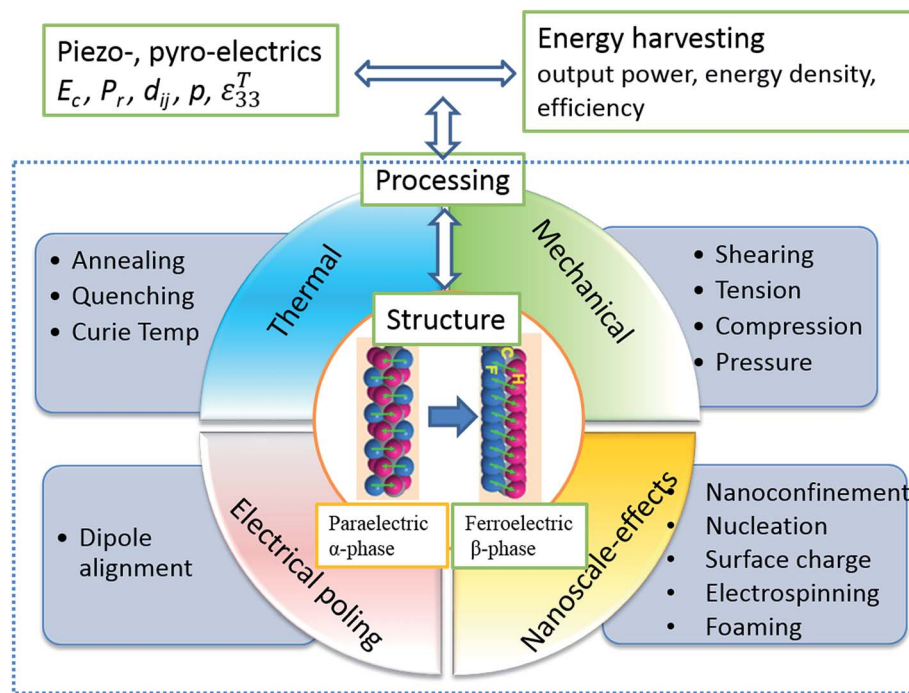 Piezo-, pyro-electrics
E_c, P_r, d_ij, p, ε_33^T
Energy harvesting
output power, energy density,
efficiency
Processing
• Annealing
• Quenching
• Curie Temp
Thermal
Mechanical
• Shearing
• Tension
• Compression
• Pressure
Structure
C
F
H
Paraelectric
α-phase
Ferroelectric
β-phase
• Dipole
alignment
Electrical poling
Nanoscale-effects
• Nanoconfinement
• Nucleation
• Surface charge
• Electrospinning
• Foaming